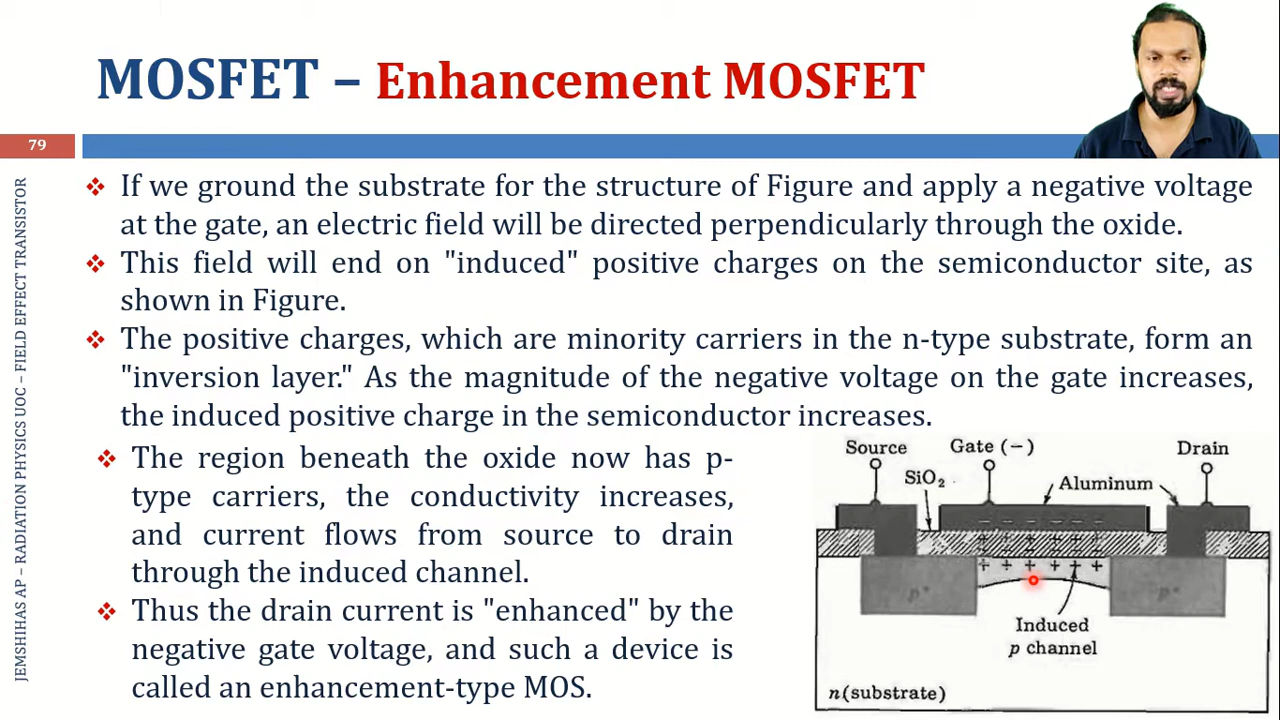 MOSFET – Enhancement MOSFET
79
JEMSHIHAS AP – RADIATION PHYSICS UOC – FIELD EFFECT TRANSISTOR
If we ground the substrate for the structure of Figure and apply a negative voltage
at the gate, an electric field will be directed perpendicularly through the oxide.
This field will end on "induced" positive charges on the semiconductor site, as
shown in Figure.
The positive charges, which are minority carriers in the n-type substrate, form an
"inversion layer." As the magnitude of the negative voltage on the gate increases,
the induced positive charge in the semiconductor increases.
The region beneath the oxide now has p-
type carriers, the conductivity increases,
and current flows from source to drain
through the induced channel.
Thus the drain current is "enhanced" by the
negative gate voltage, and such a device is
called an enhancement-type MOS.
Source Gate (−) Drain
SiO₂
Aluminum
- - - - - -
+ + + + + +
+ + + + + +
p⁺ p⁺
Induced
p channel
n(substrate)